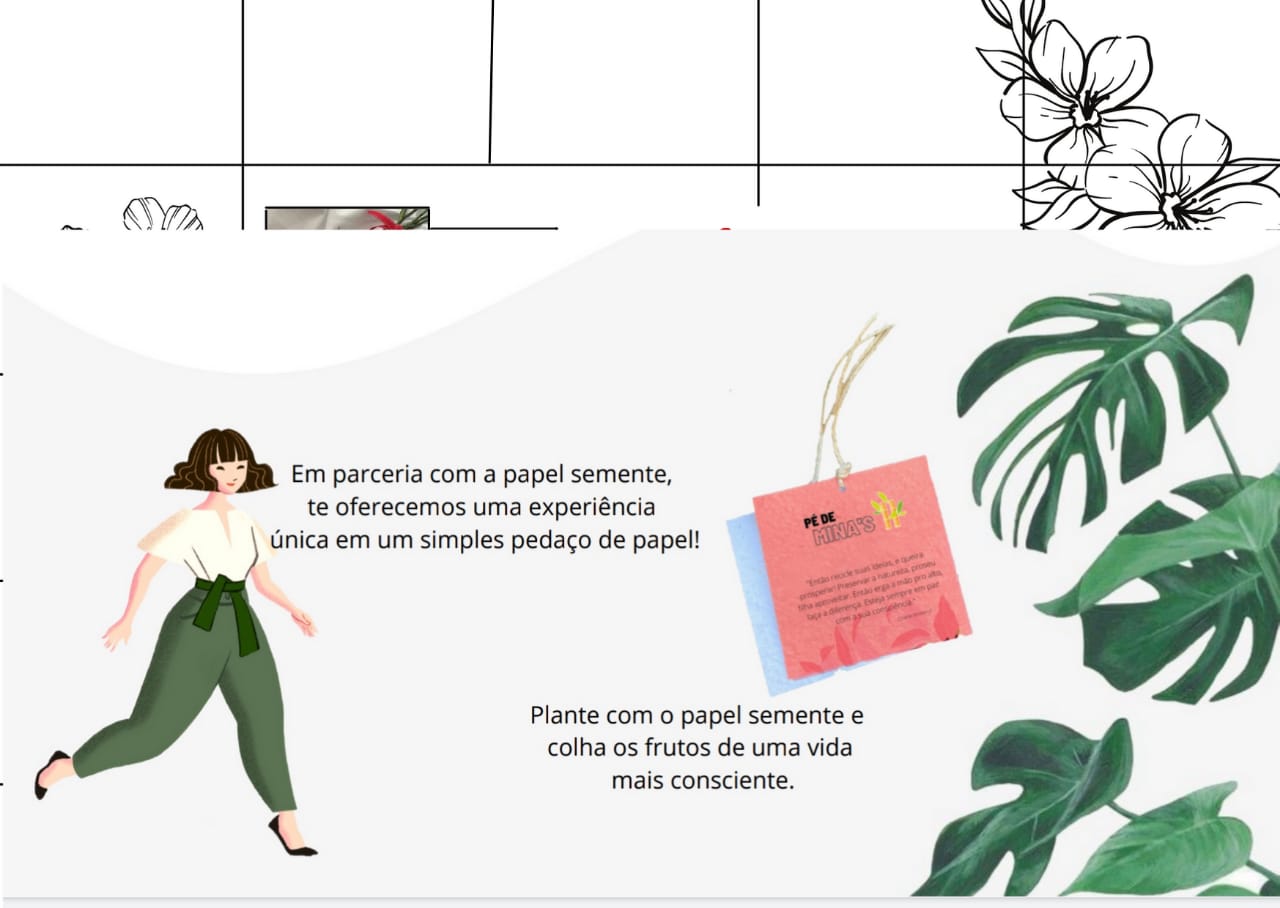 Em parceria com a papel semente,
te oferecemos uma experiência
única em um simples pedaço de papel!
PÉ DE
MINA'S
"Então recicle suas ideias, e queira
prosperar! Preservar a natureza, proseu
filha aproveitar. Então erga a mão pro alto,
faça a diferença. Esteja sempre em paz
com a sua consciência."
Plante com o papel semente e
colha os frutos de uma vida
mais consciente.